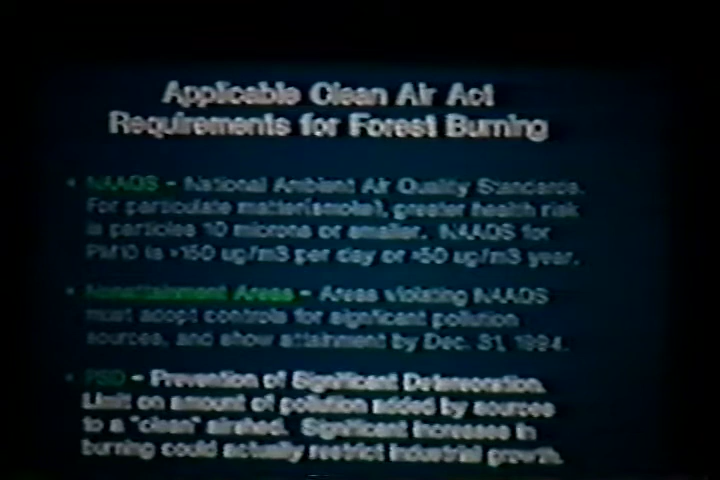 Applicable Clean Air Act
Requirements for Forest Burning
• NAAQS - National Ambient Air Quality Standards.
For particulate matter(smoke), greater health risk
is particles 10 microns or smaller. NAAQS for
PM10 is >150 ug/m3 per day or >50 ug/m3 year.
• Nonattainment Areas - Areas violating NAAQS
must adopt controls for significant pollution
sources, and show attainment by Dec. 31, 1994.
• PSD - Prevention of Significant Deterioration.
Limit on amount of pollution added by sources
to a "clean" airshed. Significant increases in
burning could actually restrict industrial growth.